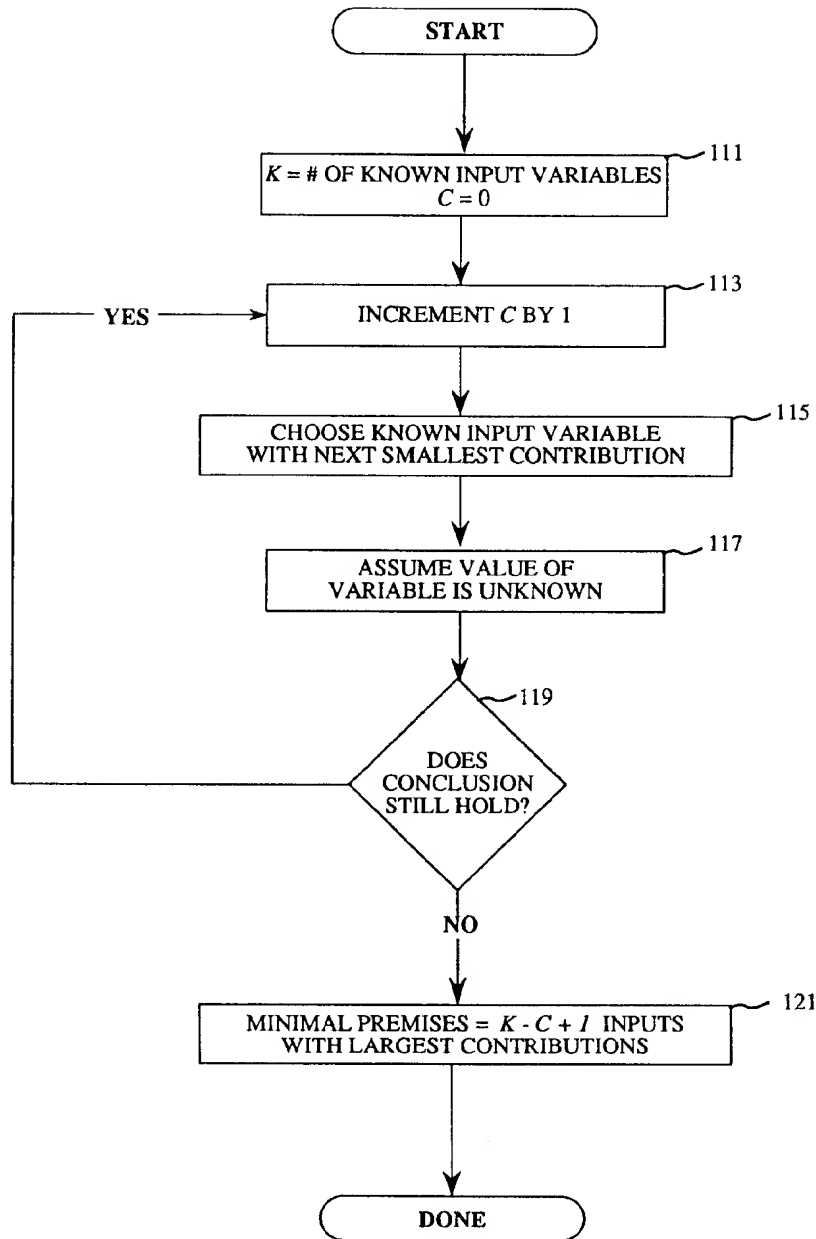 START
111
K = # OF KNOWN INPUT VARIABLES
C = 0
113
YES
INCREMENT C BY 1
115
CHOOSE KNOWN INPUT VARIABLE
WITH NEXT SMALLEST CONTRIBUTION
117
ASSUME VALUE OF
VARIABLE IS UNKNOWN
119
DOES
CONCLUSION
STILL HOLD?
NO
121
MINIMAL PREMISES = K - C + 1 INPUTS
WITH LARGEST CONTRIBUTIONS
DONE